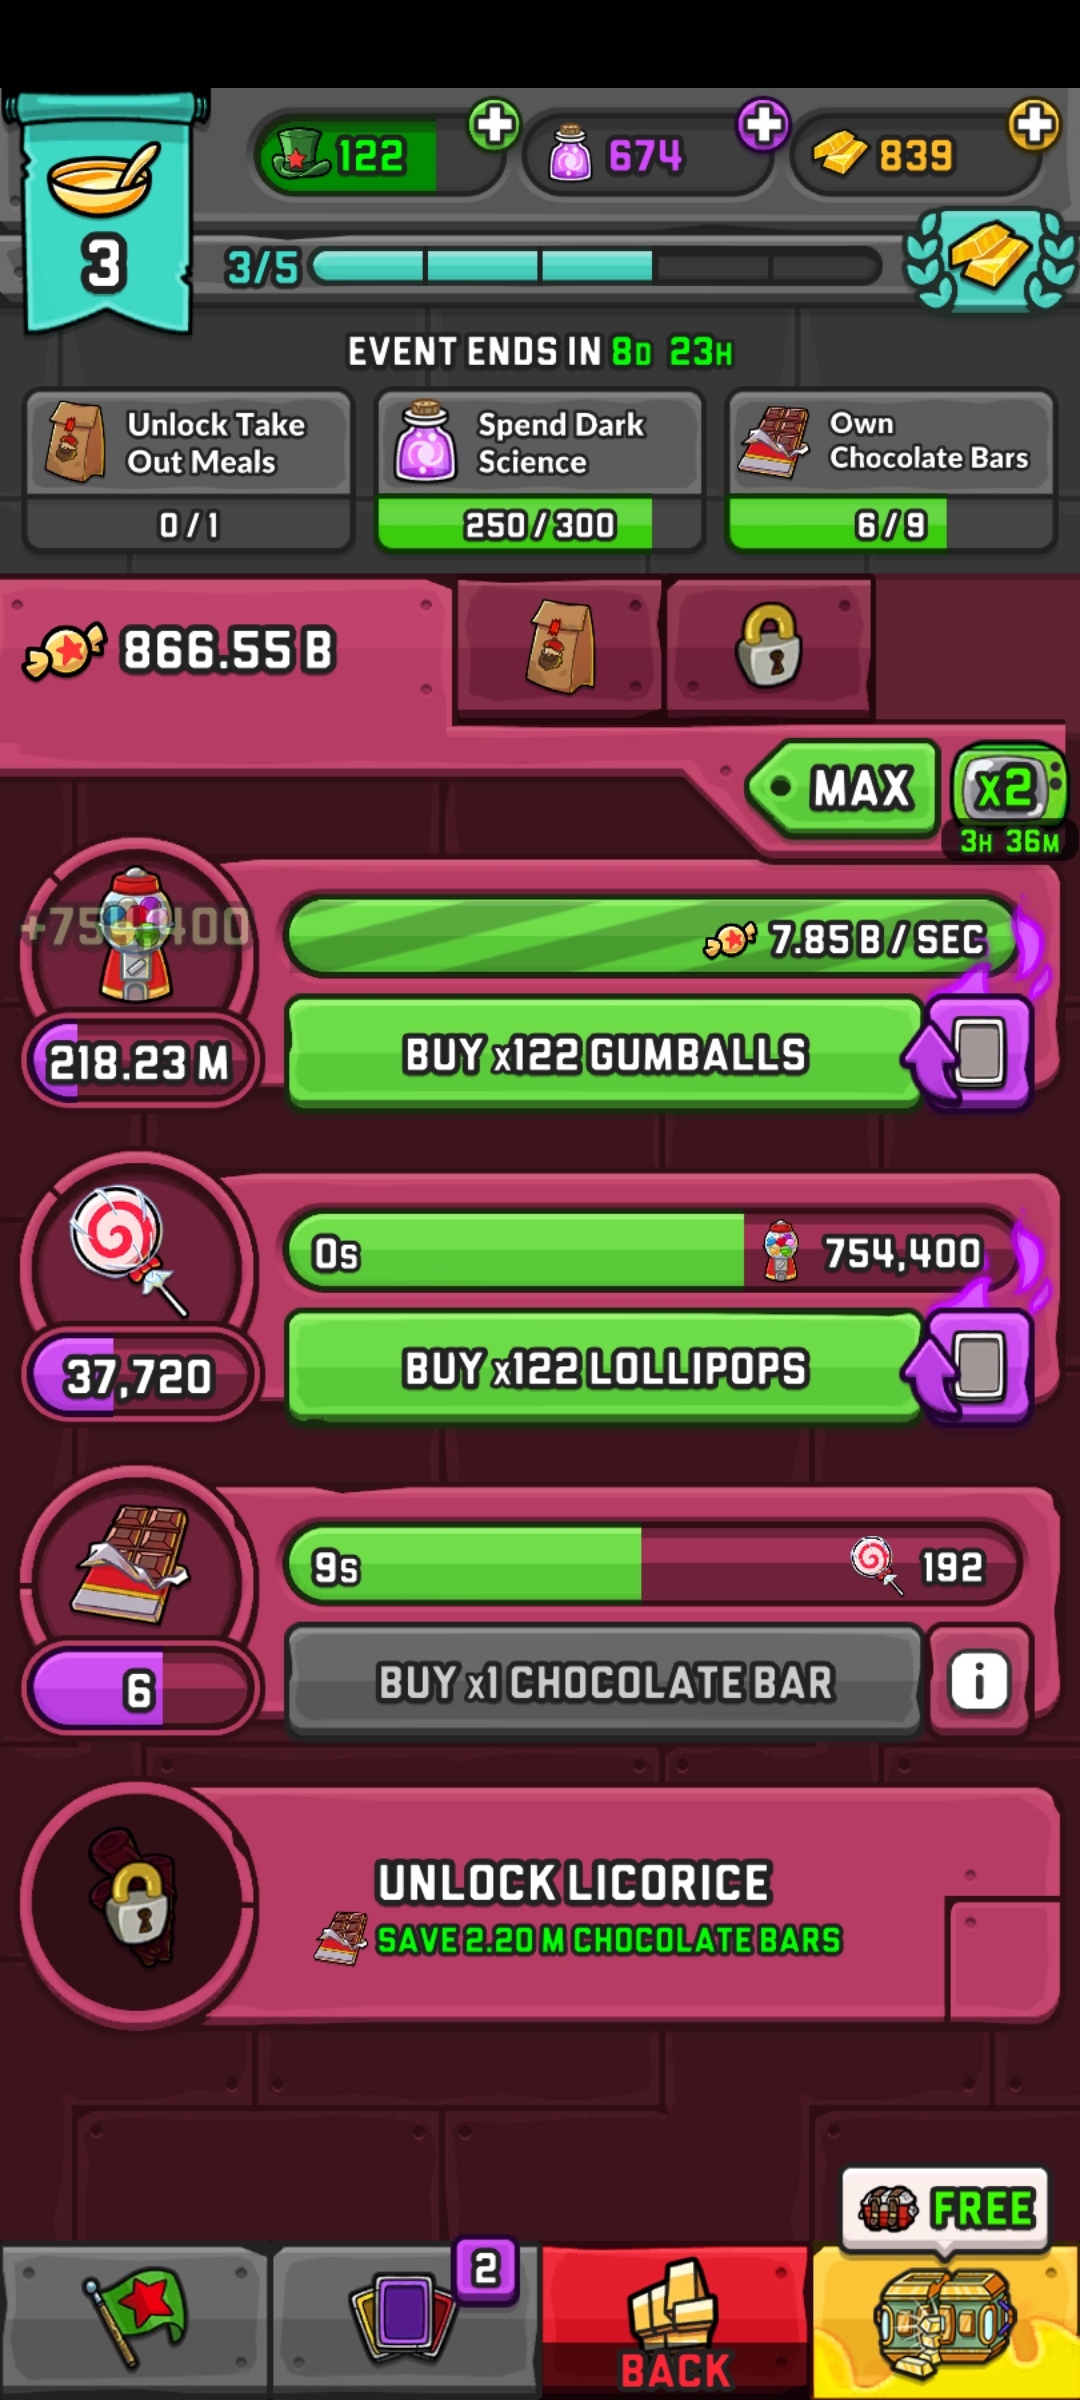 122
674
839
3
3/5
EVENT ENDS IN 8D 23H
Unlock Take
Out Meals
0/1
Spend Dark
Science
250/300
Own
Chocolate Bars
6/9
866.55 B
MAX
x2
3H 36M
+754,400
7.85 B / SEC
218.23 M
BUY x122 GUMBALLS
0s
754,400
37,720
BUY x122 LOLLIPOPS
9s
192
6
BUY x1 CHOCOLATE BAR
i
UNLOCK LICORICE
SAVE 2.20 M CHOCOLATE BARS
FREE
2
BACK